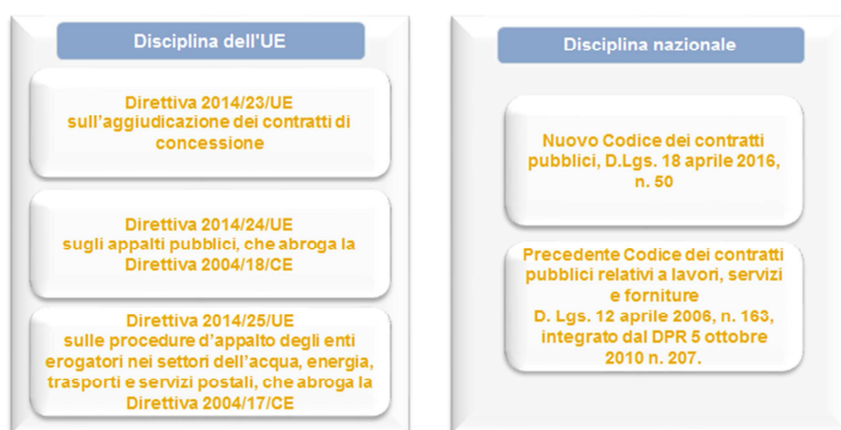 Disciplina dell'UE
Direttiva 2014/23/UE
sull'aggiudicazione dei contratti di
concessione
Direttiva 2014/24/UE
sugli appalti pubblici, che abroga la
Direttiva 2004/18/CE
Direttiva 2014/25/UE
sulle procedure d'appalto degli enti
erogatori nei settori dell'acqua, energia,
trasporti e servizi postali, che abroga la
Direttiva 2004/17/CE
Disciplina nazionale
Nuovo Codice dei contratti
pubblici, D.Lgs. 18 aprile 2016,
n. 50
Precedente Codice dei contratti
pubblici relativi a lavori, servizi
e forniture
D. Lgs. 12 aprile 2006, n. 163,
integrato dal DPR 5 ottobre
2010 n. 207.